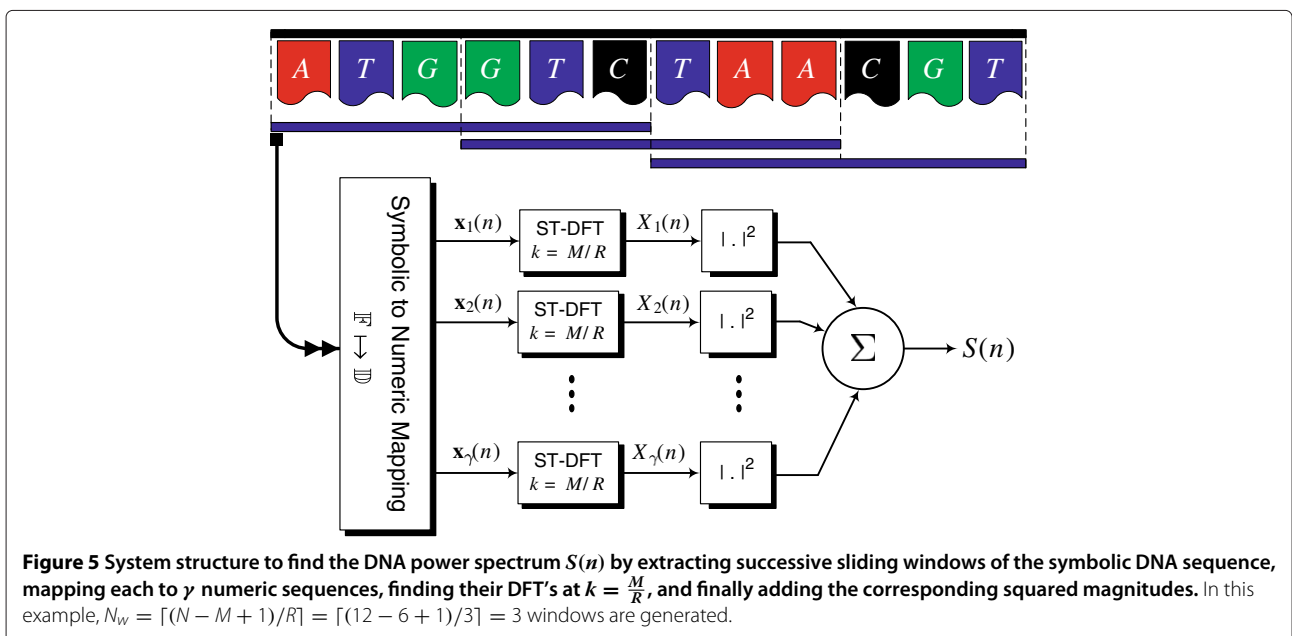 A T G G T C T A A C G T
Symbolic to Numeric Mapping
𝔽 ↦ 𝔻
x₁(n) ST-DFT k = M/R X₁(n) | . |²
x₂(n) ST-DFT k = M/R X₂(n) | . |²
Σ S(n)
xᵧ(n) ST-DFT k = M/R Xᵧ(n) | . |²
Figure 5 System structure to find the DNA power spectrum S(n) by extracting successive sliding windows of the symbolic DNA sequence,
mapping each to γ numeric sequences, finding their DFT's at k = M/R, and finally adding the corresponding squared magnitudes. In this
example, N_w = ⌈(N − M + 1)/R⌉ = ⌈(12 − 6 + 1)/3⌉ = 3 windows are generated.